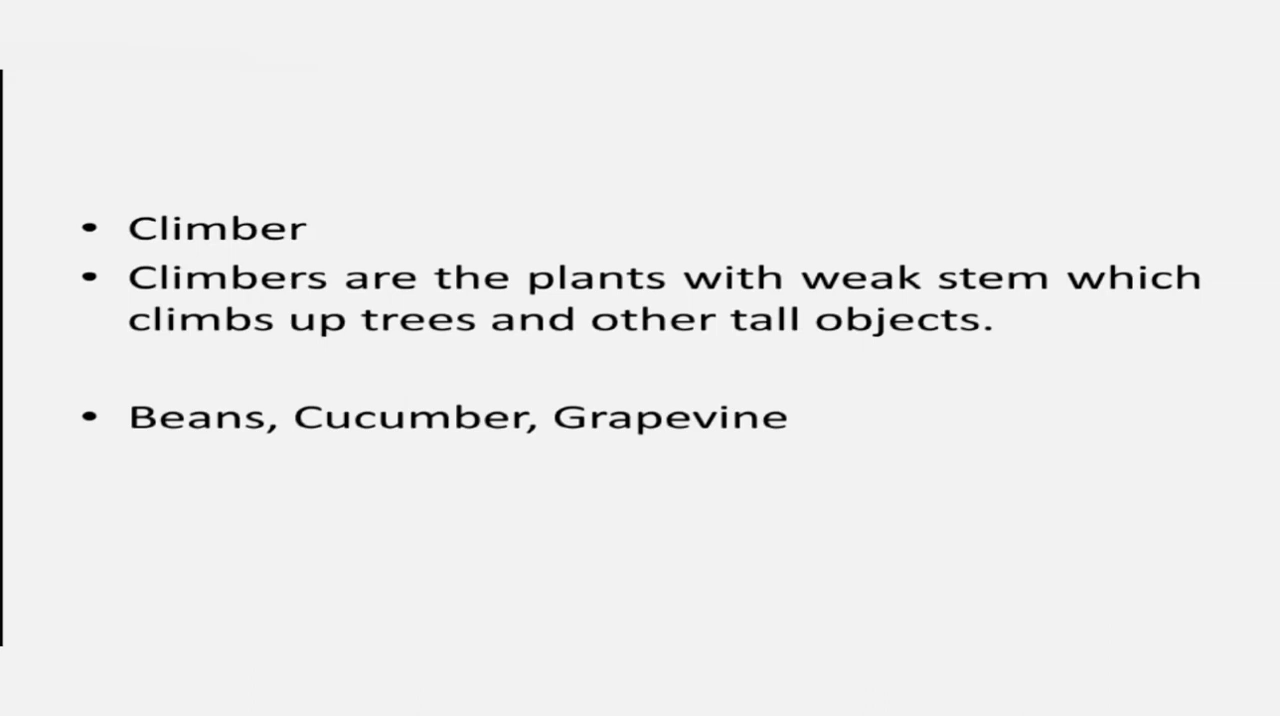 • Climber
• Climbers are the plants with weak stem which
climbs up trees and other tall objects.
• Beans, Cucumber, Grapevine